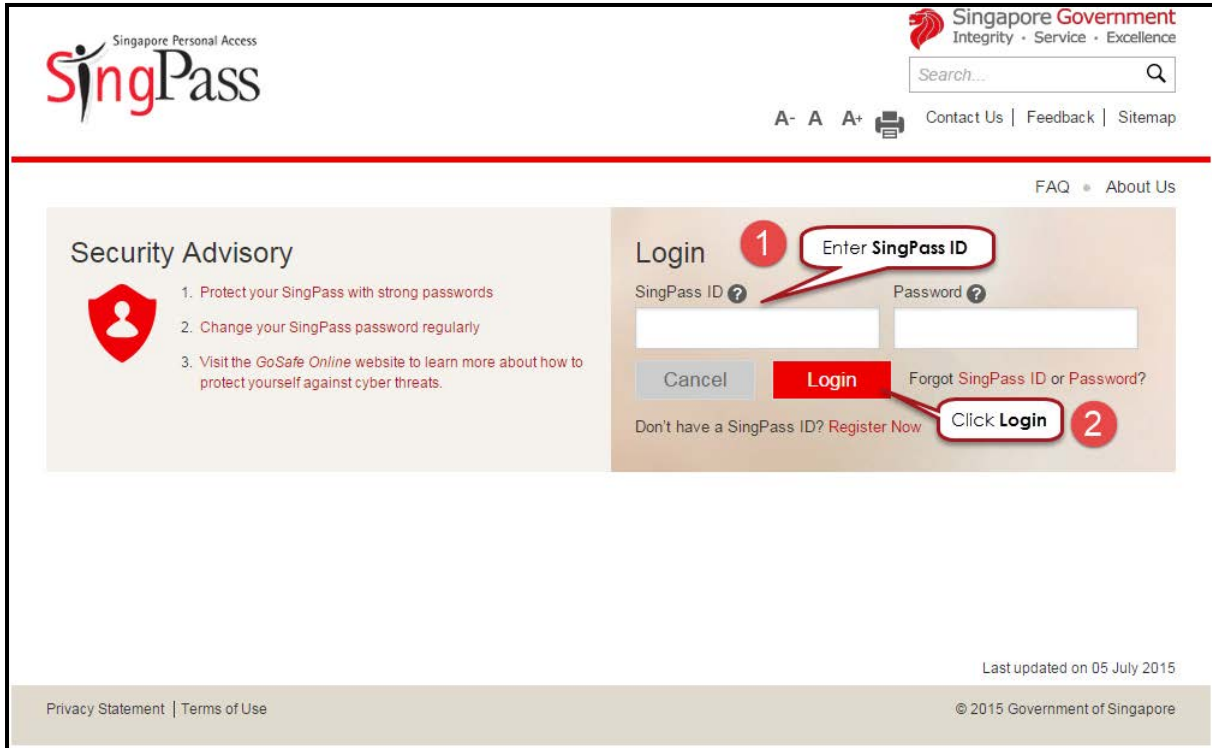 Singapore Personal Access
SingPass
Singapore Government
Integrity · Service · Excellence
Search...
A- A A+ Contact Us | Feedback | Sitemap
FAQ • About Us
Security Advisory
1. Protect your SingPass with strong passwords
2. Change your SingPass password regularly
3. Visit the GoSafe Online website to learn more about how to
protect yourself against cyber threats.
Login
1 Enter SingPass ID
SingPass ID ? Password ?
Cancel Login Forgot SingPass ID or Password?
Don't have a SingPass ID? Register Now
Click Login 2
Last updated on 05 July 2015
Privacy Statement | Terms of Use
© 2015 Government of Singapore